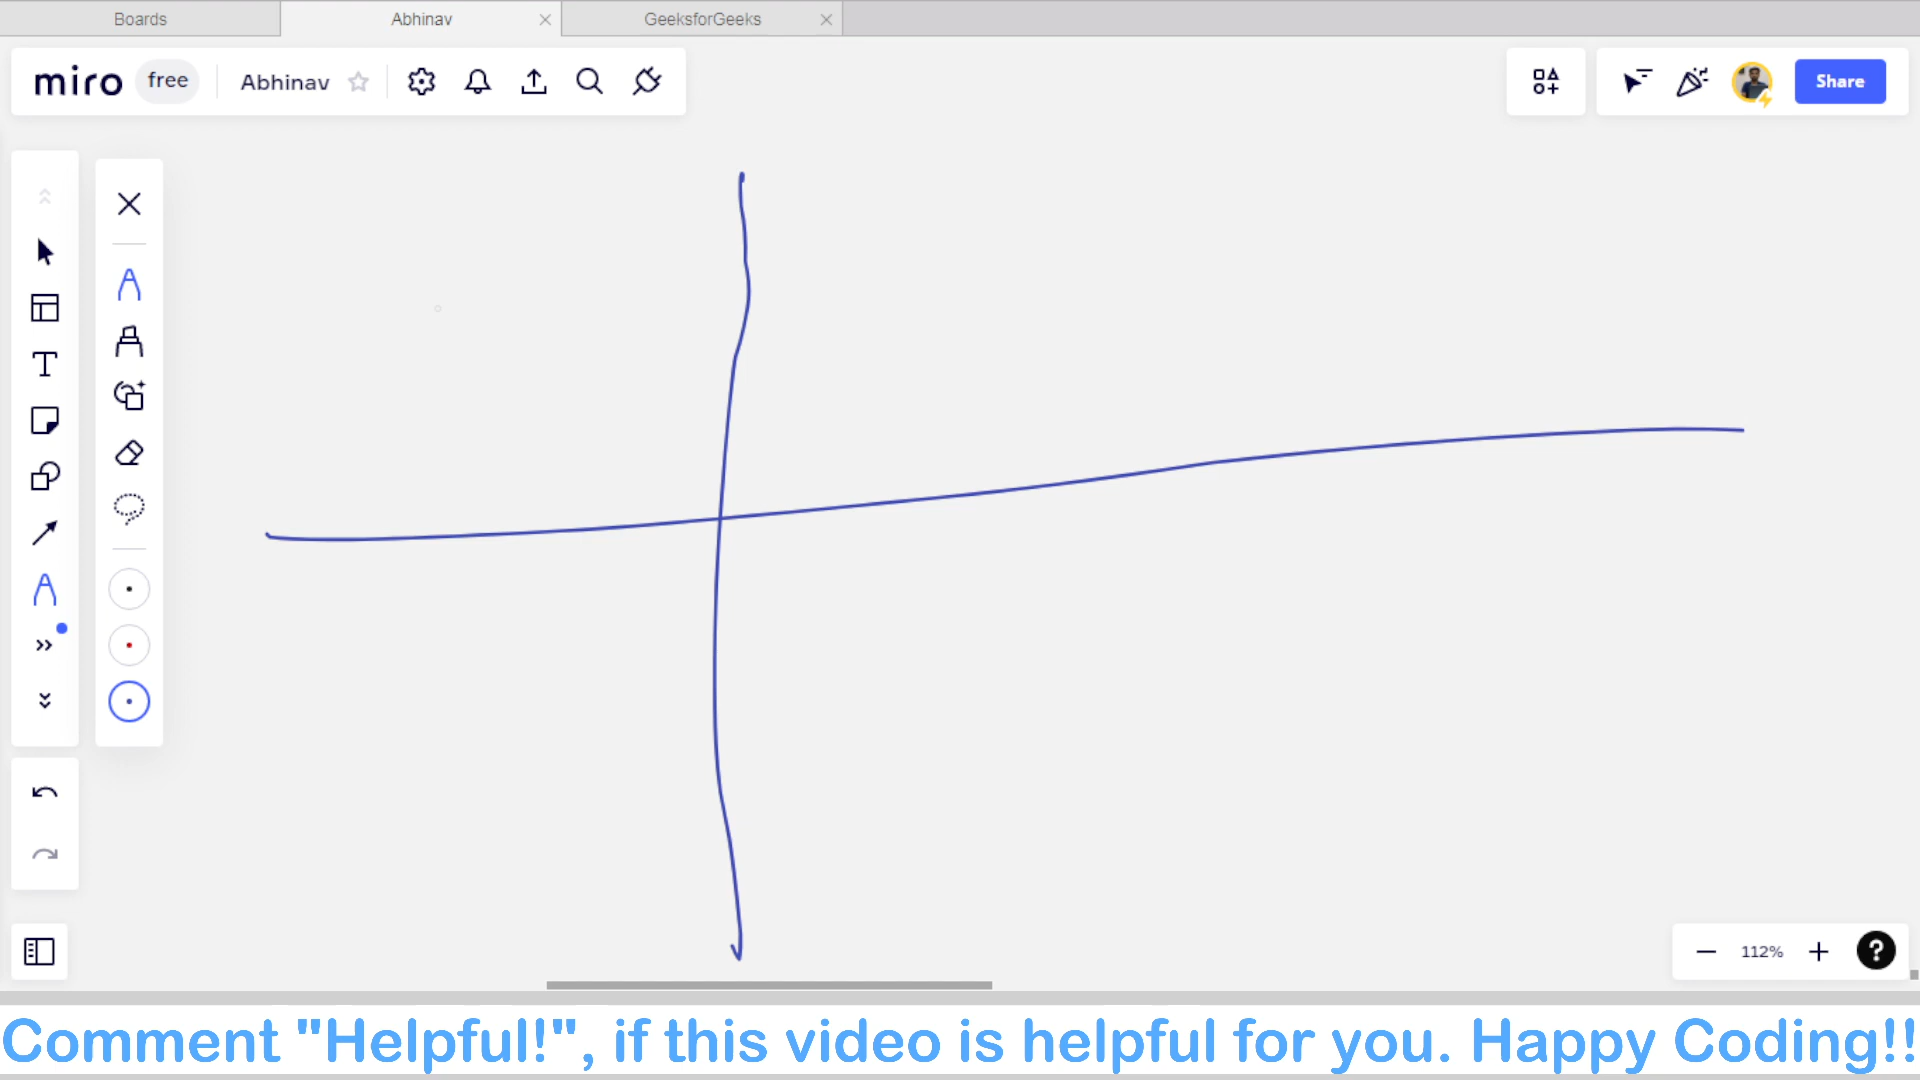 Boards
Abhinav
GeeksforGeeks
miro free Abhinav
Share
112%
Comment "Helpful!", if this video is helpful for you. Happy Coding!!